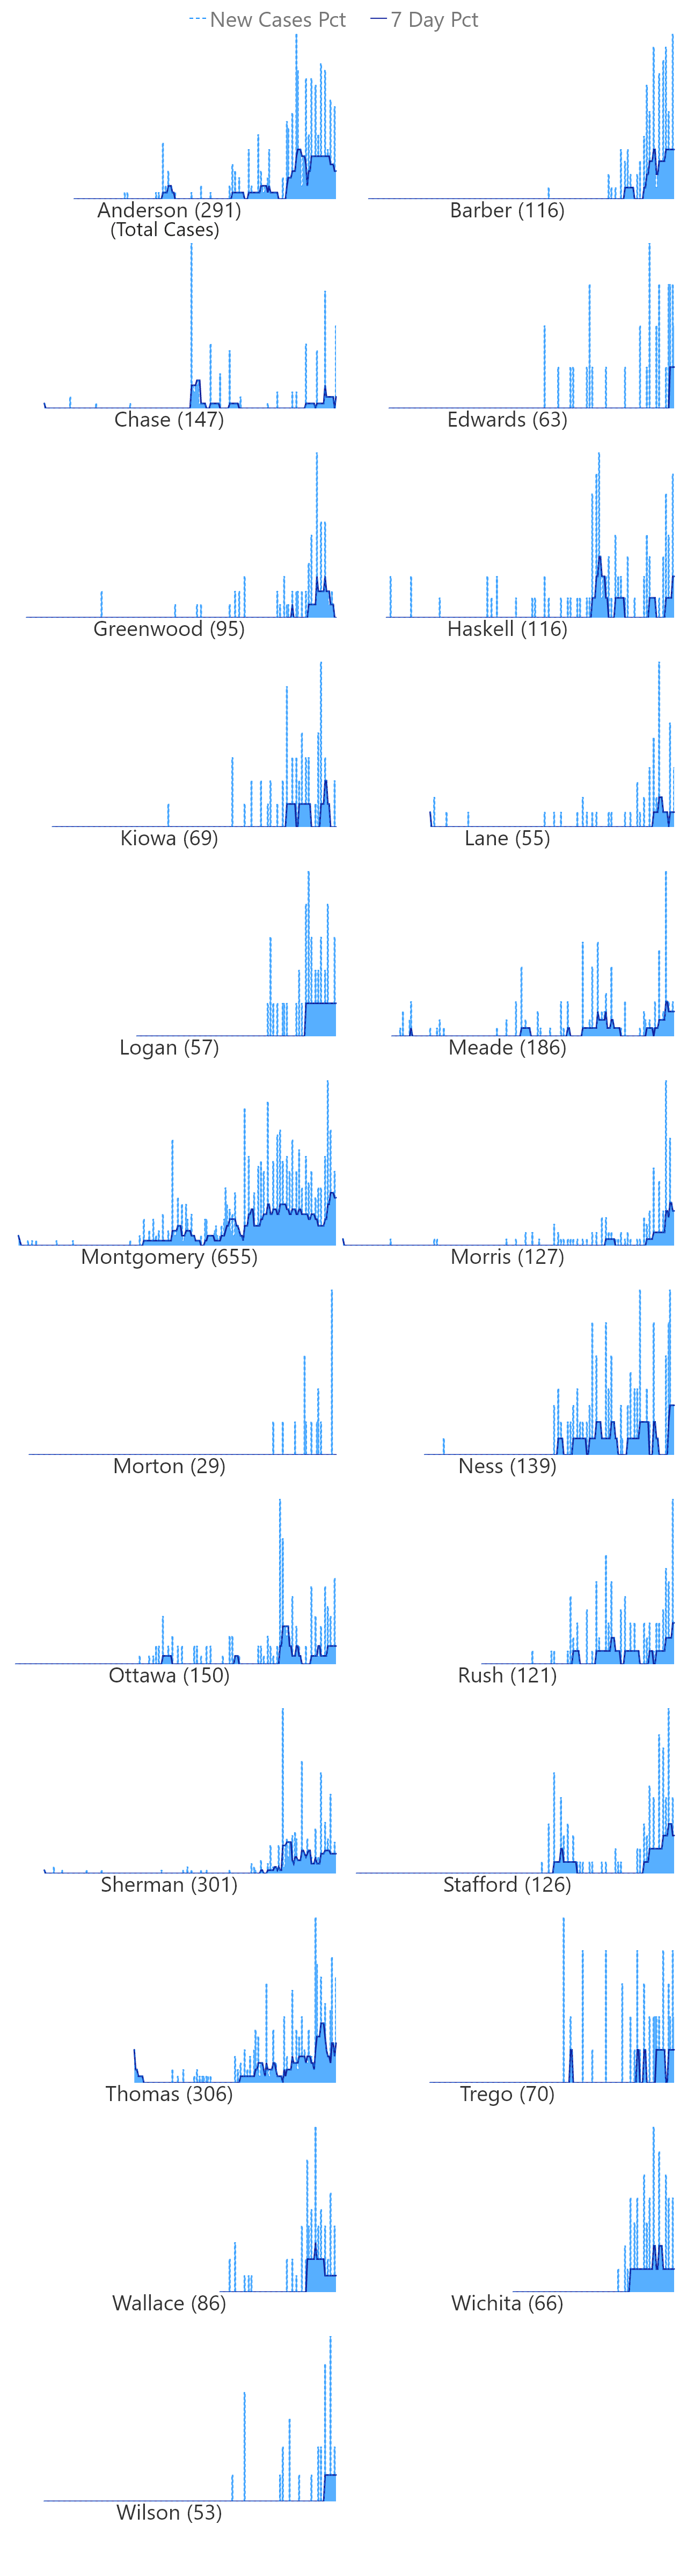 New Cases Pct 7 Day Pct
Anderson (291) Barber (116)
(Total Cases)
Chase (147) Edwards (63)
Greenwood (95) Haskell (116)
Kiowa (69) Lane (55)
Logan (57) Meade (186)
Montgomery (655) Morris (127)
Morton (29) Ness (139)
Ottawa (150) Rush (121)
Sherman (301) Stafford (126)
Thomas (306) Trego (70)
Wallace (86) Wichita (66)
Wilson (53)